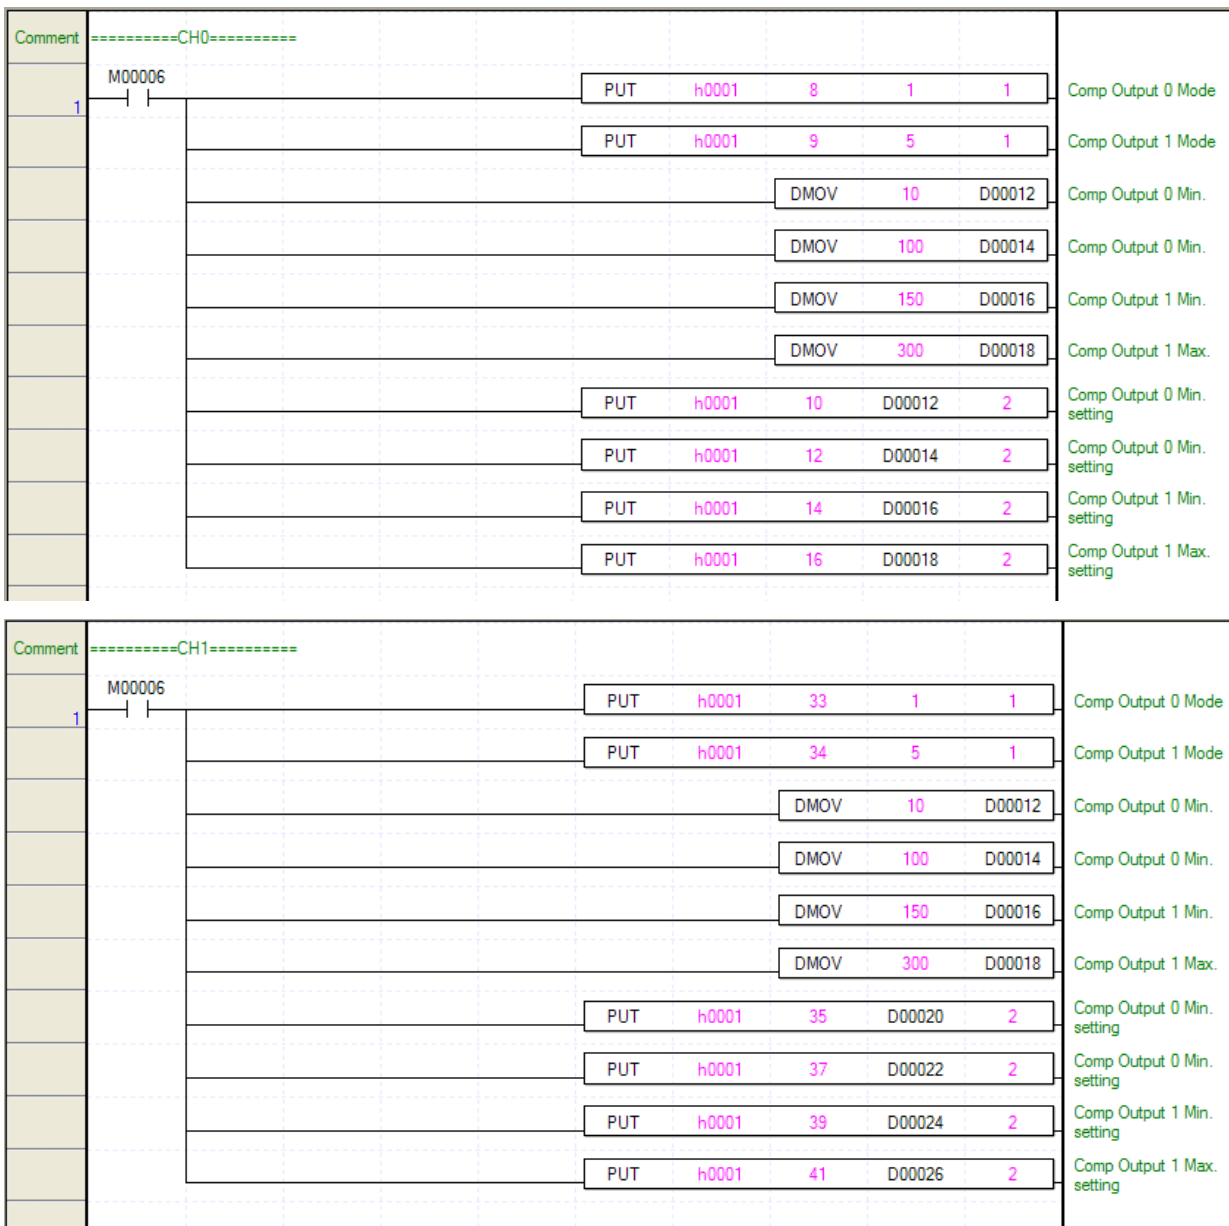 Comment ==========CH0==========
M00006
1 PUT h0001 8 1 1 Comp Output 0 Mode
PUT h0001 9 5 1 Comp Output 1 Mode
DMOV 10 D00012 Comp Output 0 Min.
DMOV 100 D00014 Comp Output 0 Min.
DMOV 150 D00016 Comp Output 1 Min.
DMOV 300 D00018 Comp Output 1 Max.
PUT h0001 10 D00012 2 Comp Output 0 Min.
setting
PUT h0001 12 D00014 2 Comp Output 0 Min.
setting
PUT h0001 14 D00016 2 Comp Output 1 Min.
setting
PUT h0001 16 D00018 2 Comp Output 1 Max.
setting
Comment ==========CH1==========
M00006
1 PUT h0001 33 1 1 Comp Output 0 Mode
PUT h0001 34 5 1 Comp Output 1 Mode
DMOV 10 D00012 Comp Output 0 Min.
DMOV 100 D00014 Comp Output 0 Min.
DMOV 150 D00016 Comp Output 1 Min.
DMOV 300 D00018 Comp Output 1 Max.
PUT h0001 35 D00020 2 Comp Output 0 Min.
setting
PUT h0001 37 D00022 2 Comp Output 0 Min.
setting
PUT h0001 39 D00024 2 Comp Output 1 Min.
setting
PUT h0001 41 D00026 2 Comp Output 1 Max.
setting